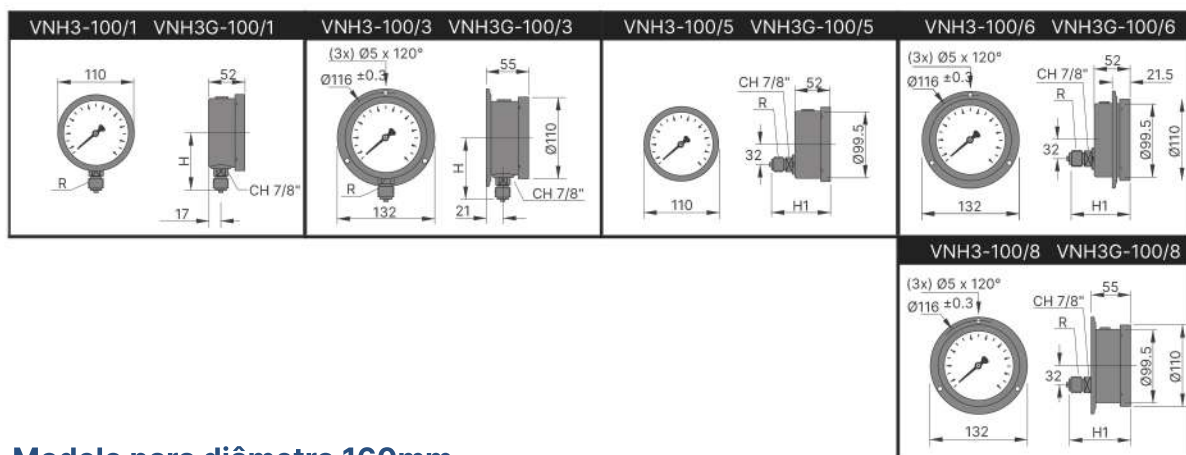 VNH3-100/1 VNH3G-100/1
110
52
H
R
CH 7/8"
17
VNH3-100/3 VNH3G-100/3
(3x) Ø5 x 120°
Ø116 ±0.3
55
Ø110
H
R
CH 7/8"
132
21
VNH3-100/5 VNH3G-100/5
CH 7/8"
52
R
32
Ø99.5
110
H1
VNH3-100/6 VNH3G-100/6
(3x) Ø5 x 120°
Ø116 ±0.3
52
CH 7/8"
21.5
R
32
Ø99.5
Ø110
132
H1
VNH3-100/8 VNH3G-100/8
(3x) Ø5 x 120°
Ø116 ±0.3
55
CH 7/8"
R
32
Ø99.5
Ø110
132
H1
Modelo para diâmetro 160mm